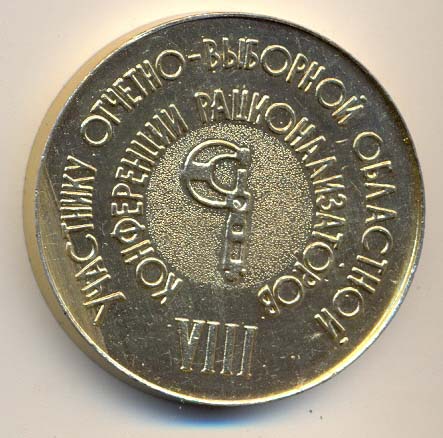 УЧАСТНИКУ ОТЧЕТНО-ВЫБОРНОЙ ОБЛАСТНОЙ
КОНФЕРЕНЦИИ РАЦИОНАЛИЗАТОРОВ
VIII